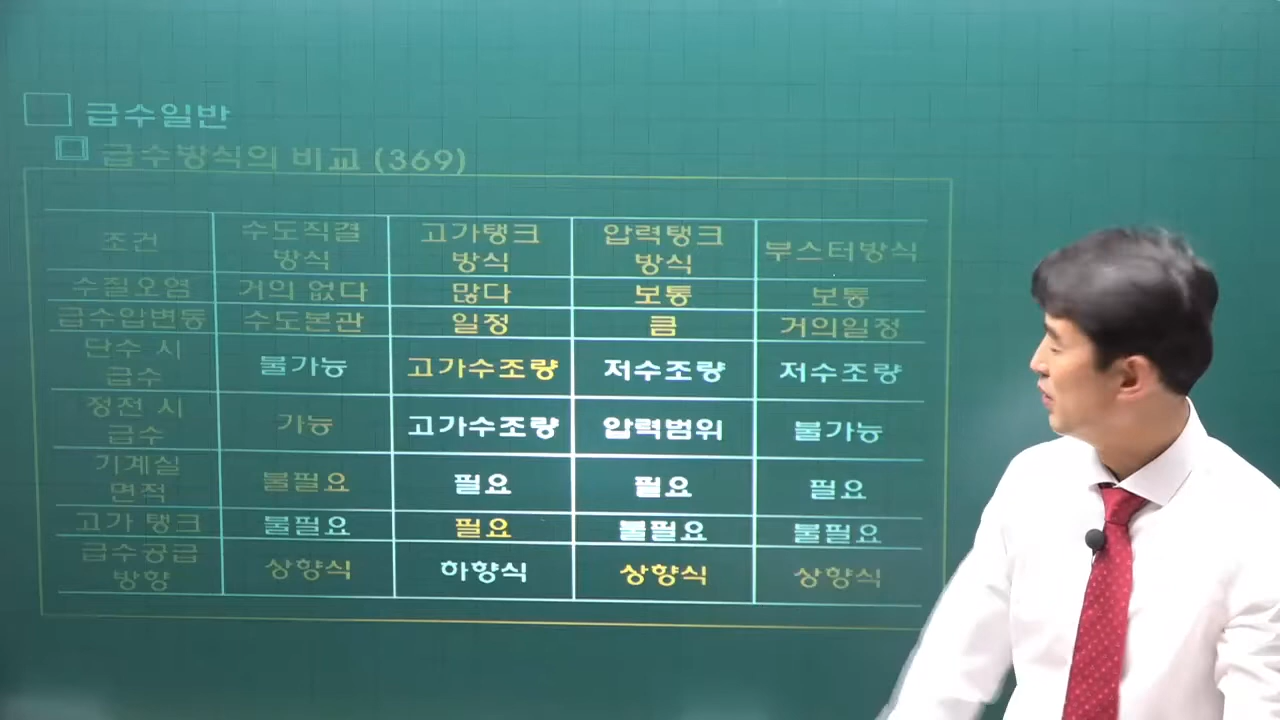 급수일반
급수방식의 비교 (369)
조건 수도직결 방식 고가탱크 방식 압력탱크 방식 부스터방식
수질오염 거의 없다 많다 보통 보통
급수압변동 수도본관 일정 큼 거의일정
단수 시 급수 불가능 고가수조량 저수조량 저수조량
정전 시 급수 가능 고가수조량 압력범위 불가능
기계실 면적 불필요 필요 필요 필요
고가 탱크 불필요 필요 불필요 불필요
급수공급 방향 상향식 하향식 상향식 상향식